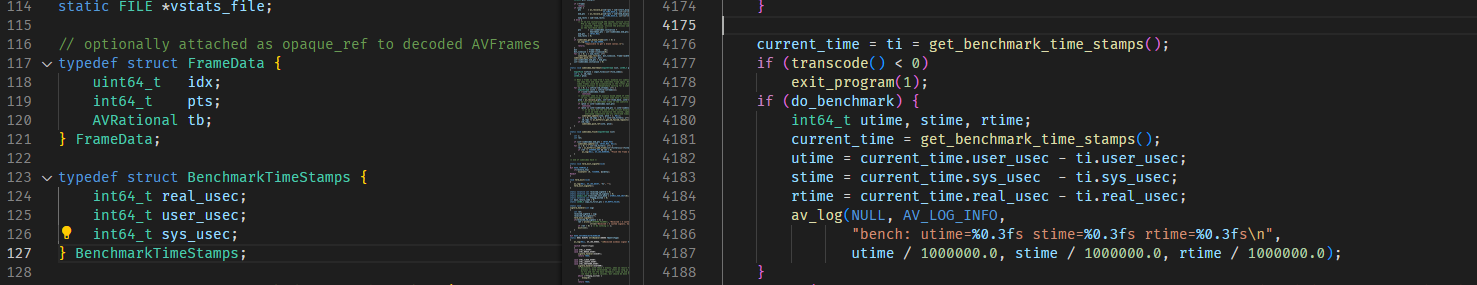 114 static FILE *vstats_file;
115
116 // optionally attached as opaque_ref to decoded AVFrames
117 typedef struct FrameData {
118     uint64_t   idx;
119     int64_t    pts;
120     AVRational tb;
121 } FrameData;
122
123 typedef struct BenchmarkTimeStamps {
124     int64_t real_usec;
125     int64_t user_usec;
126     int64_t sys_usec;
127 } BenchmarkTimeStamps;
128
4174     }
4175
4176     current_time = ti = get_benchmark_time_stamps();
4177     if (transcode() < 0)
4178         exit_program(1);
4179     if (do_benchmark) {
4180         int64_t utime, stime, rtime;
4181         current_time = get_benchmark_time_stamps();
4182         utime = current_time.user_usec - ti.user_usec;
4183         stime = current_time.sys_usec  - ti.sys_usec;
4184         rtime = current_time.real_usec - ti.real_usec;
4185         av_log(NULL, AV_LOG_INFO,
4186                "bench: utime=%0.3fs stime=%0.3fs rtime=%0.3fs\n",
4187                utime / 1000000.0, stime / 1000000.0, rtime / 1000000.0);
4188     }